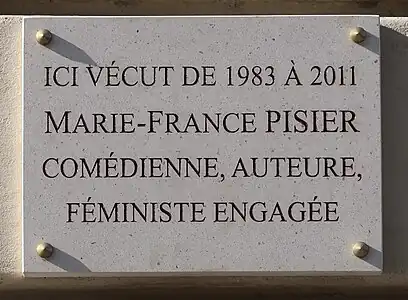 ICI VÉCUT DE 1983 À 2011
MARIE-FRANCE PISIER
COMÉDIENNE, AUTEURE,
FÉMINISTE ENGAGÉE